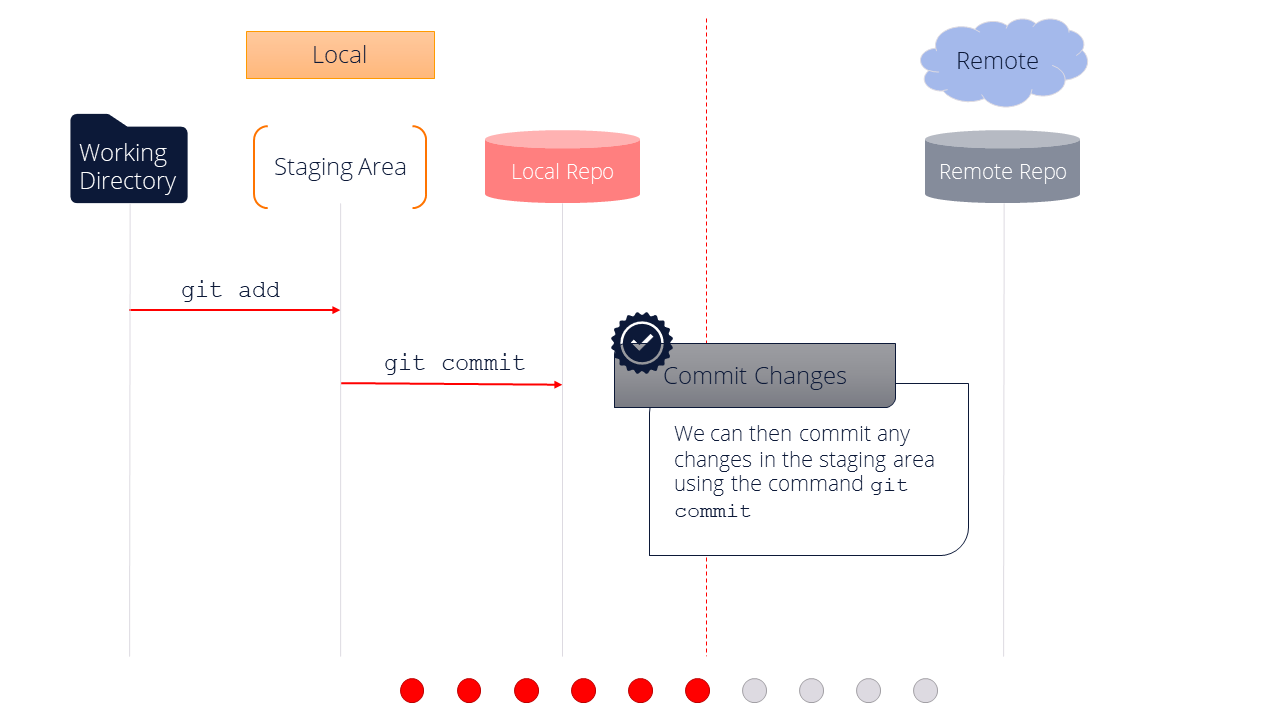 Local
Remote
Working
Directory
Staging Area
Local Repo
Remote Repo
git add
git commit
Commit Changes
We can then commit any
changes in the staging area
using the command git
commit